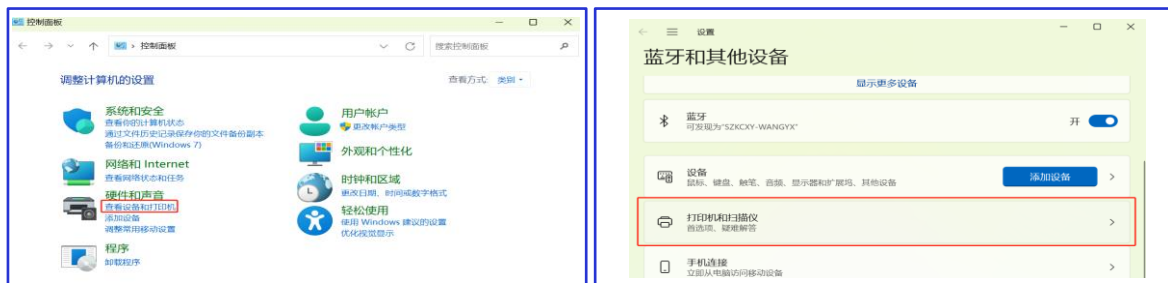 控制面板
控制面板
搜索控制面板
调整计算机的设置
查看方式: 类别
系统和安全
查看你的计算机状态
通过文件历史记录保存你的文件备份副本
备份和还原(Windows 7)
网络和 Internet
查看网络状态和任务
硬件和声音
查看设备和打印机
添加设备
调整常用移动设置
程序
卸载程序
用户帐户
更改帐户类型
外观和个性化
时钟和区域
更改日期、时间或数字格式
轻松使用
使用 Windows 建议的设置
优化视觉显示
设置
蓝牙和其他设备
显示更多设备
蓝牙
可发现为"SZKCXY-WANGYX"
开
设备
鼠标、键盘、触笔、音频、显示器和扩展坞、其他设备
添加设备
打印机和扫描仪
首选项、疑难解答
手机连接
立即从电脑访问移动设备